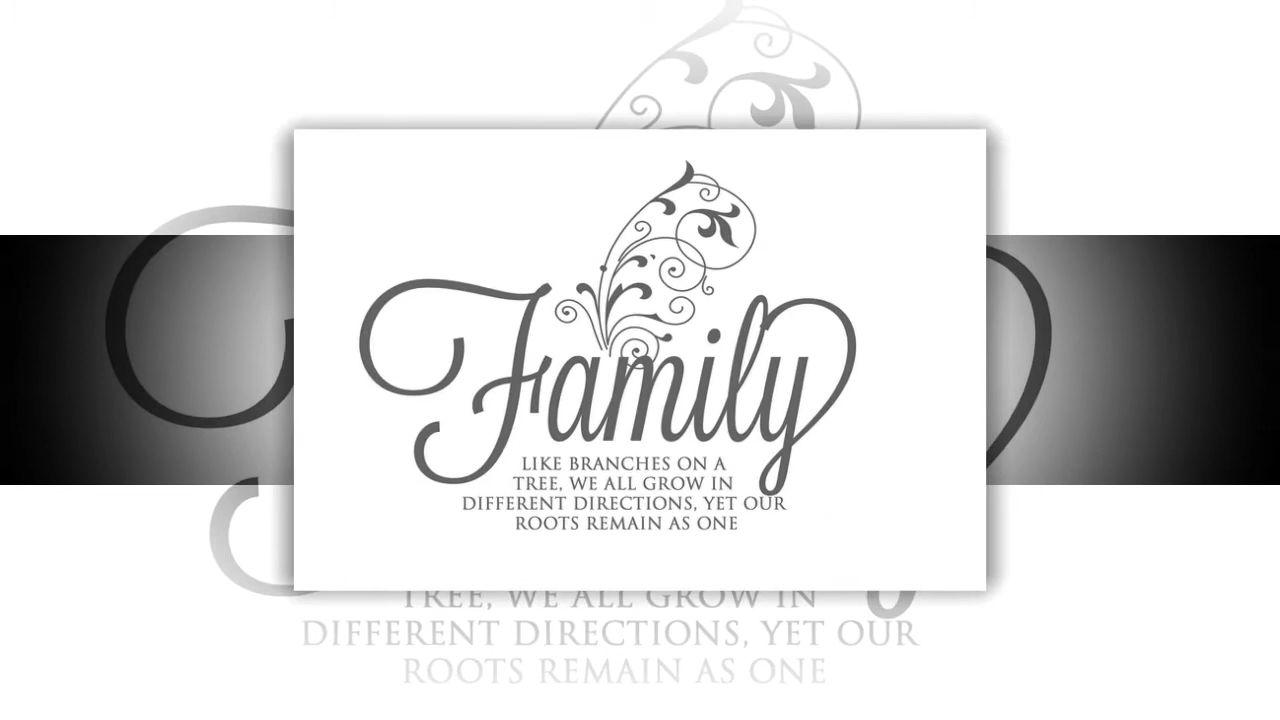 Family
LIKE BRANCHES ON A
TREE, WE ALL GROW IN
DIFFERENT DIRECTIONS, YET OUR
ROOTS REMAIN AS ONE
TREE, WE ALL GROW IN
DIFFERENT DIRECTIONS, YET OUR
ROOTS REMAIN AS ONE